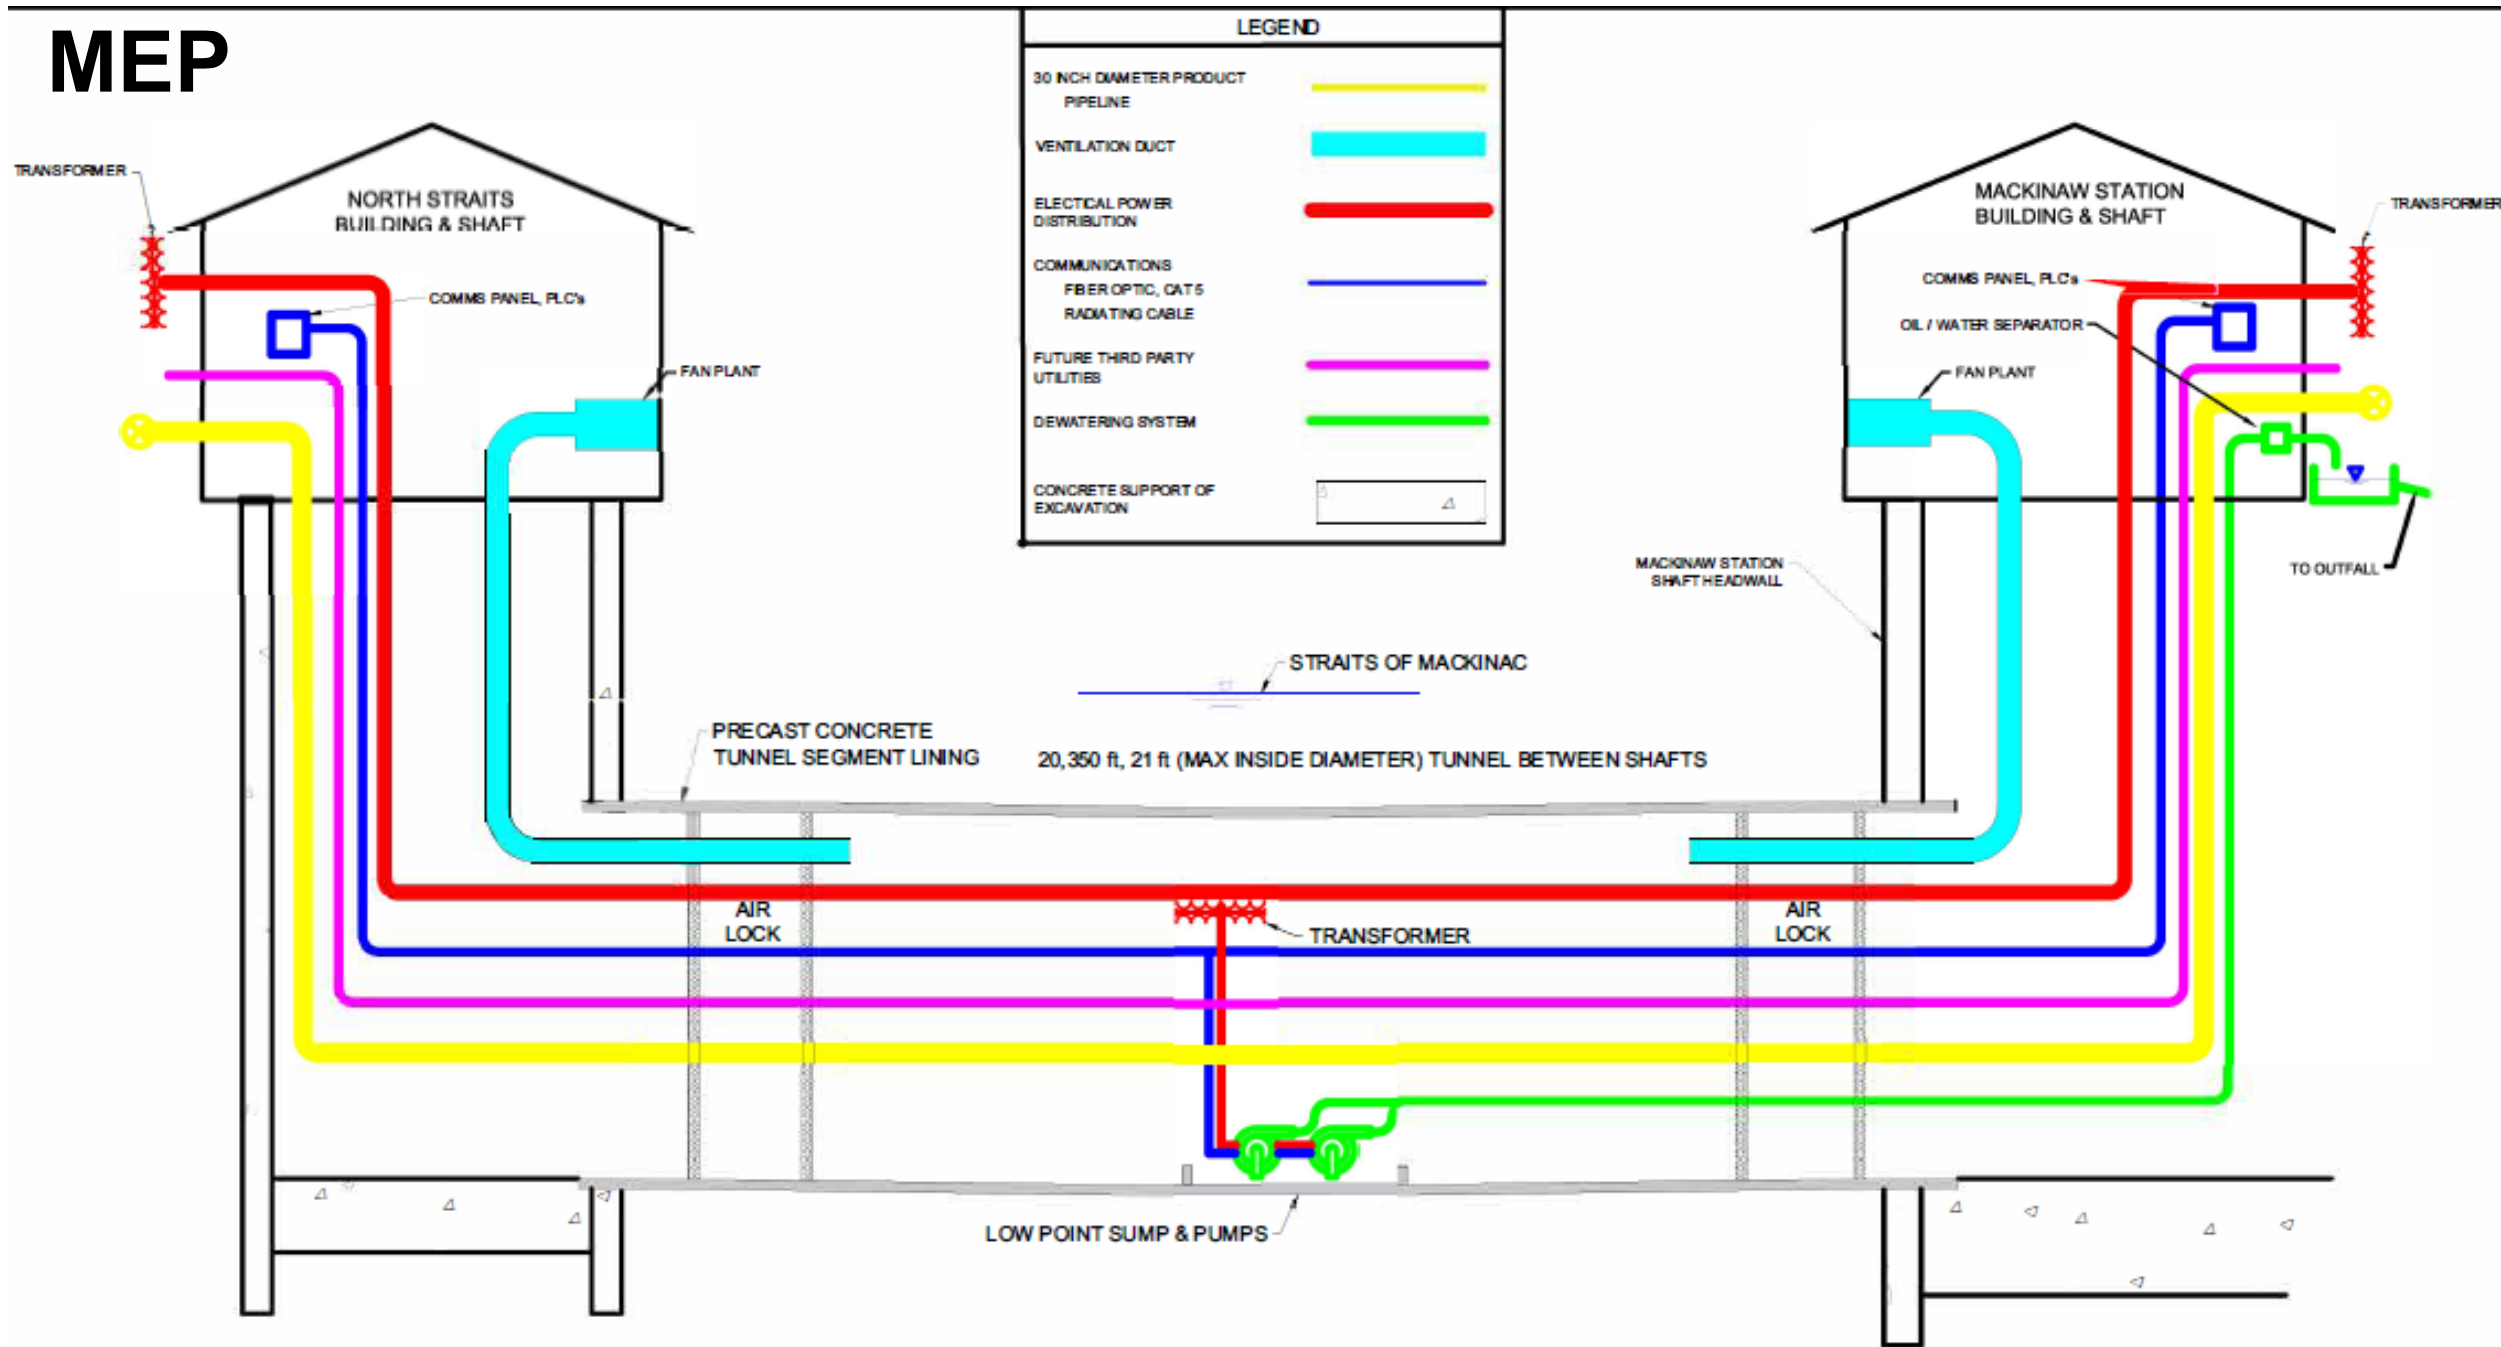 MEP
LEGEND
30 INCH DIAMETER PRODUCT
PIPELINE
VENTILATION DUCT
ELECTICAL POWER
DISTRIBUTION
COMMUNICATIONS
FIBER OPTIC, CAT 5
RADIATING CABLE
FUTURE THIRD PARTY
UTILITIES
DEWATERING SYSTEM
CONCRETE SUPPORT OF
EXCAVATION
TRANSFORMER
NORTH STRAITS
BUILDING & SHAFT
COMMS PANEL, PLC's
FAN PLANT
MACKINAW STATION
BUILDING & SHAFT
TRANSFORMER
COMMS PANEL, PLC's
OIL / WATER SEPARATOR
FAN PLANT
TO OUTFALL
MACKINAW STATION
SHAFT HEADWALL
STRAITS OF MACKINAC
PRECAST CONCRETE
TUNNEL SEGMENT LINING
20,350 ft, 21 ft (MAX INSIDE DIAMETER) TUNNEL BETWEEN SHAFTS
AIR
LOCK
TRANSFORMER
AIR
LOCK
LOW POINT SUMP & PUMPS